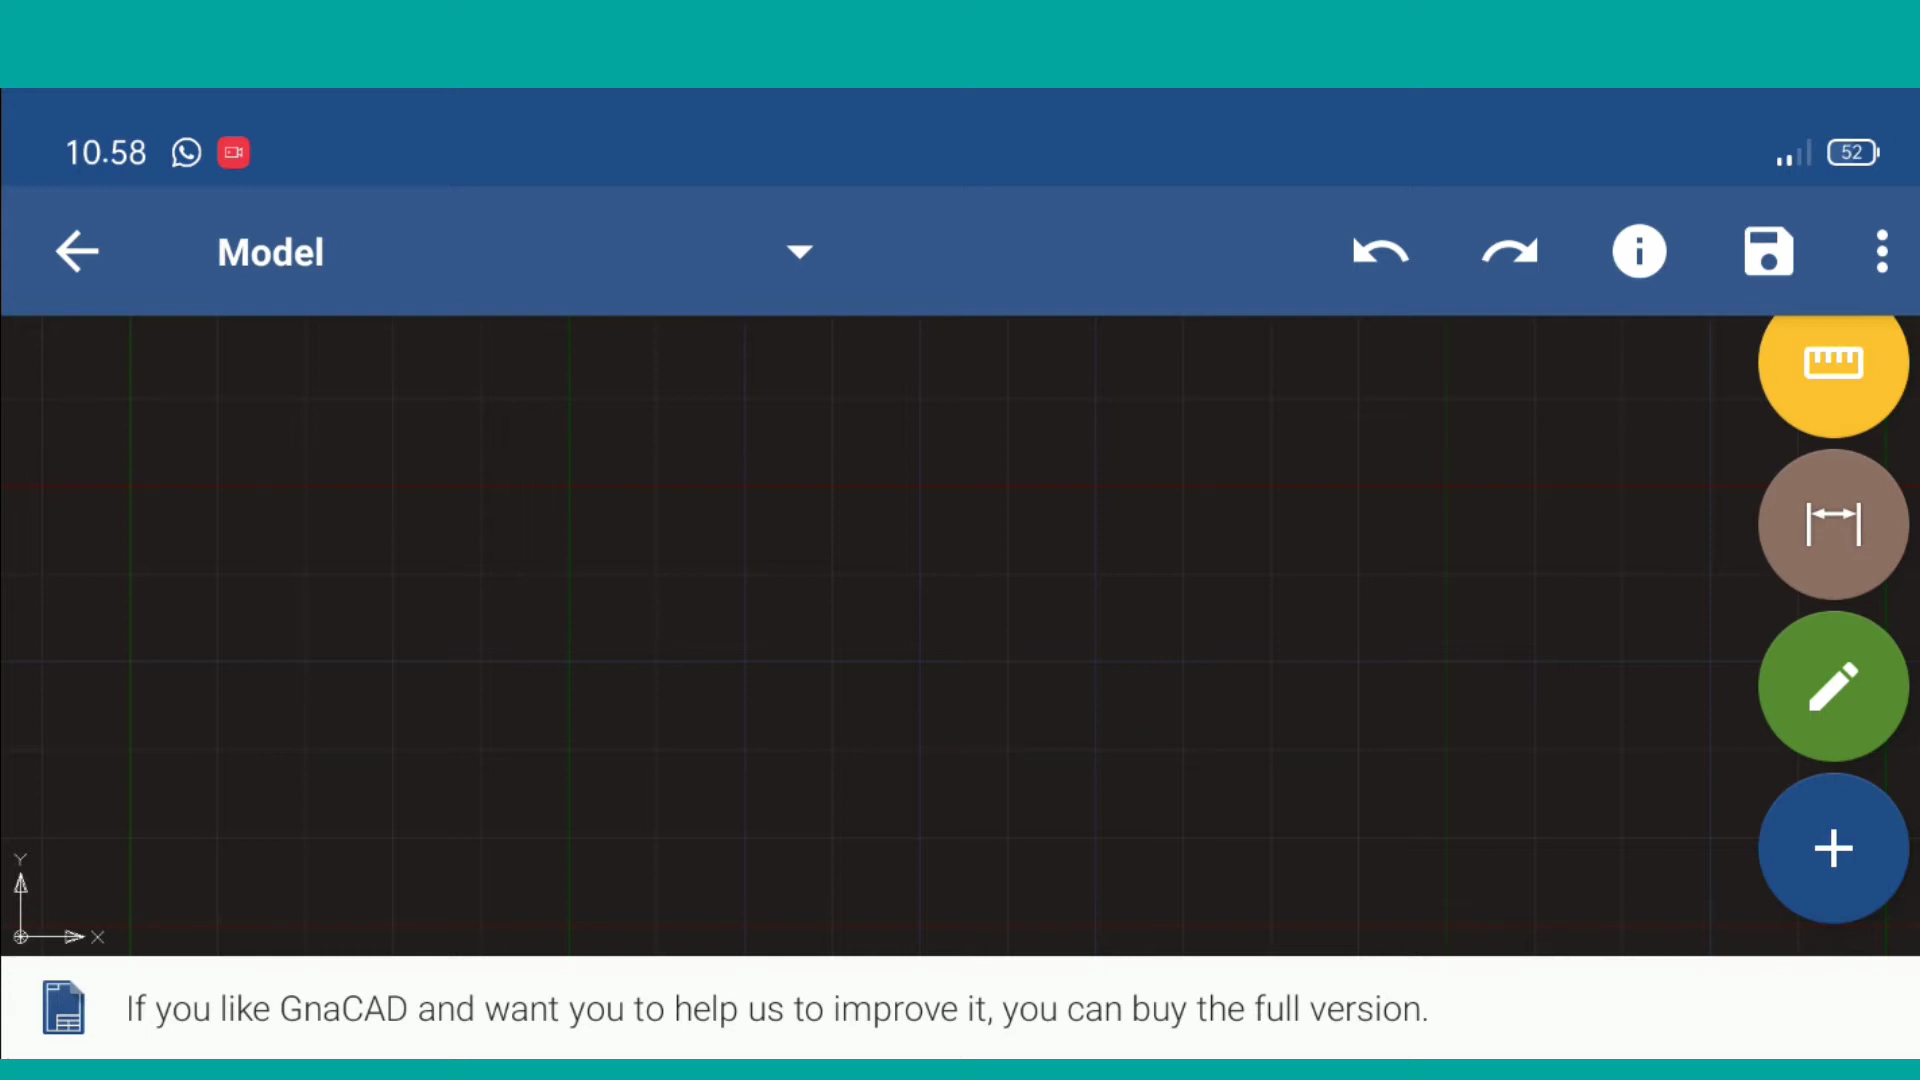 10.58
52
Model
Y
X
If you like GnaCAD and want you to help us to improve it, you can buy the full version.